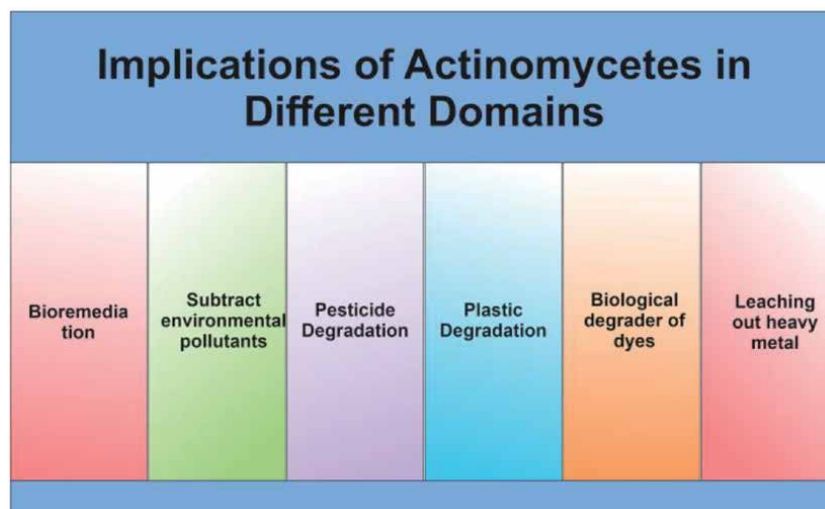 Implications of Actinomycetes in
Different Domains
Bioremedia
tion
Subtract
environmental
pollutants
Pesticide
Degradation
Plastic
Degradation
Biological
degrader of
dyes
Leaching
out heavy
metal